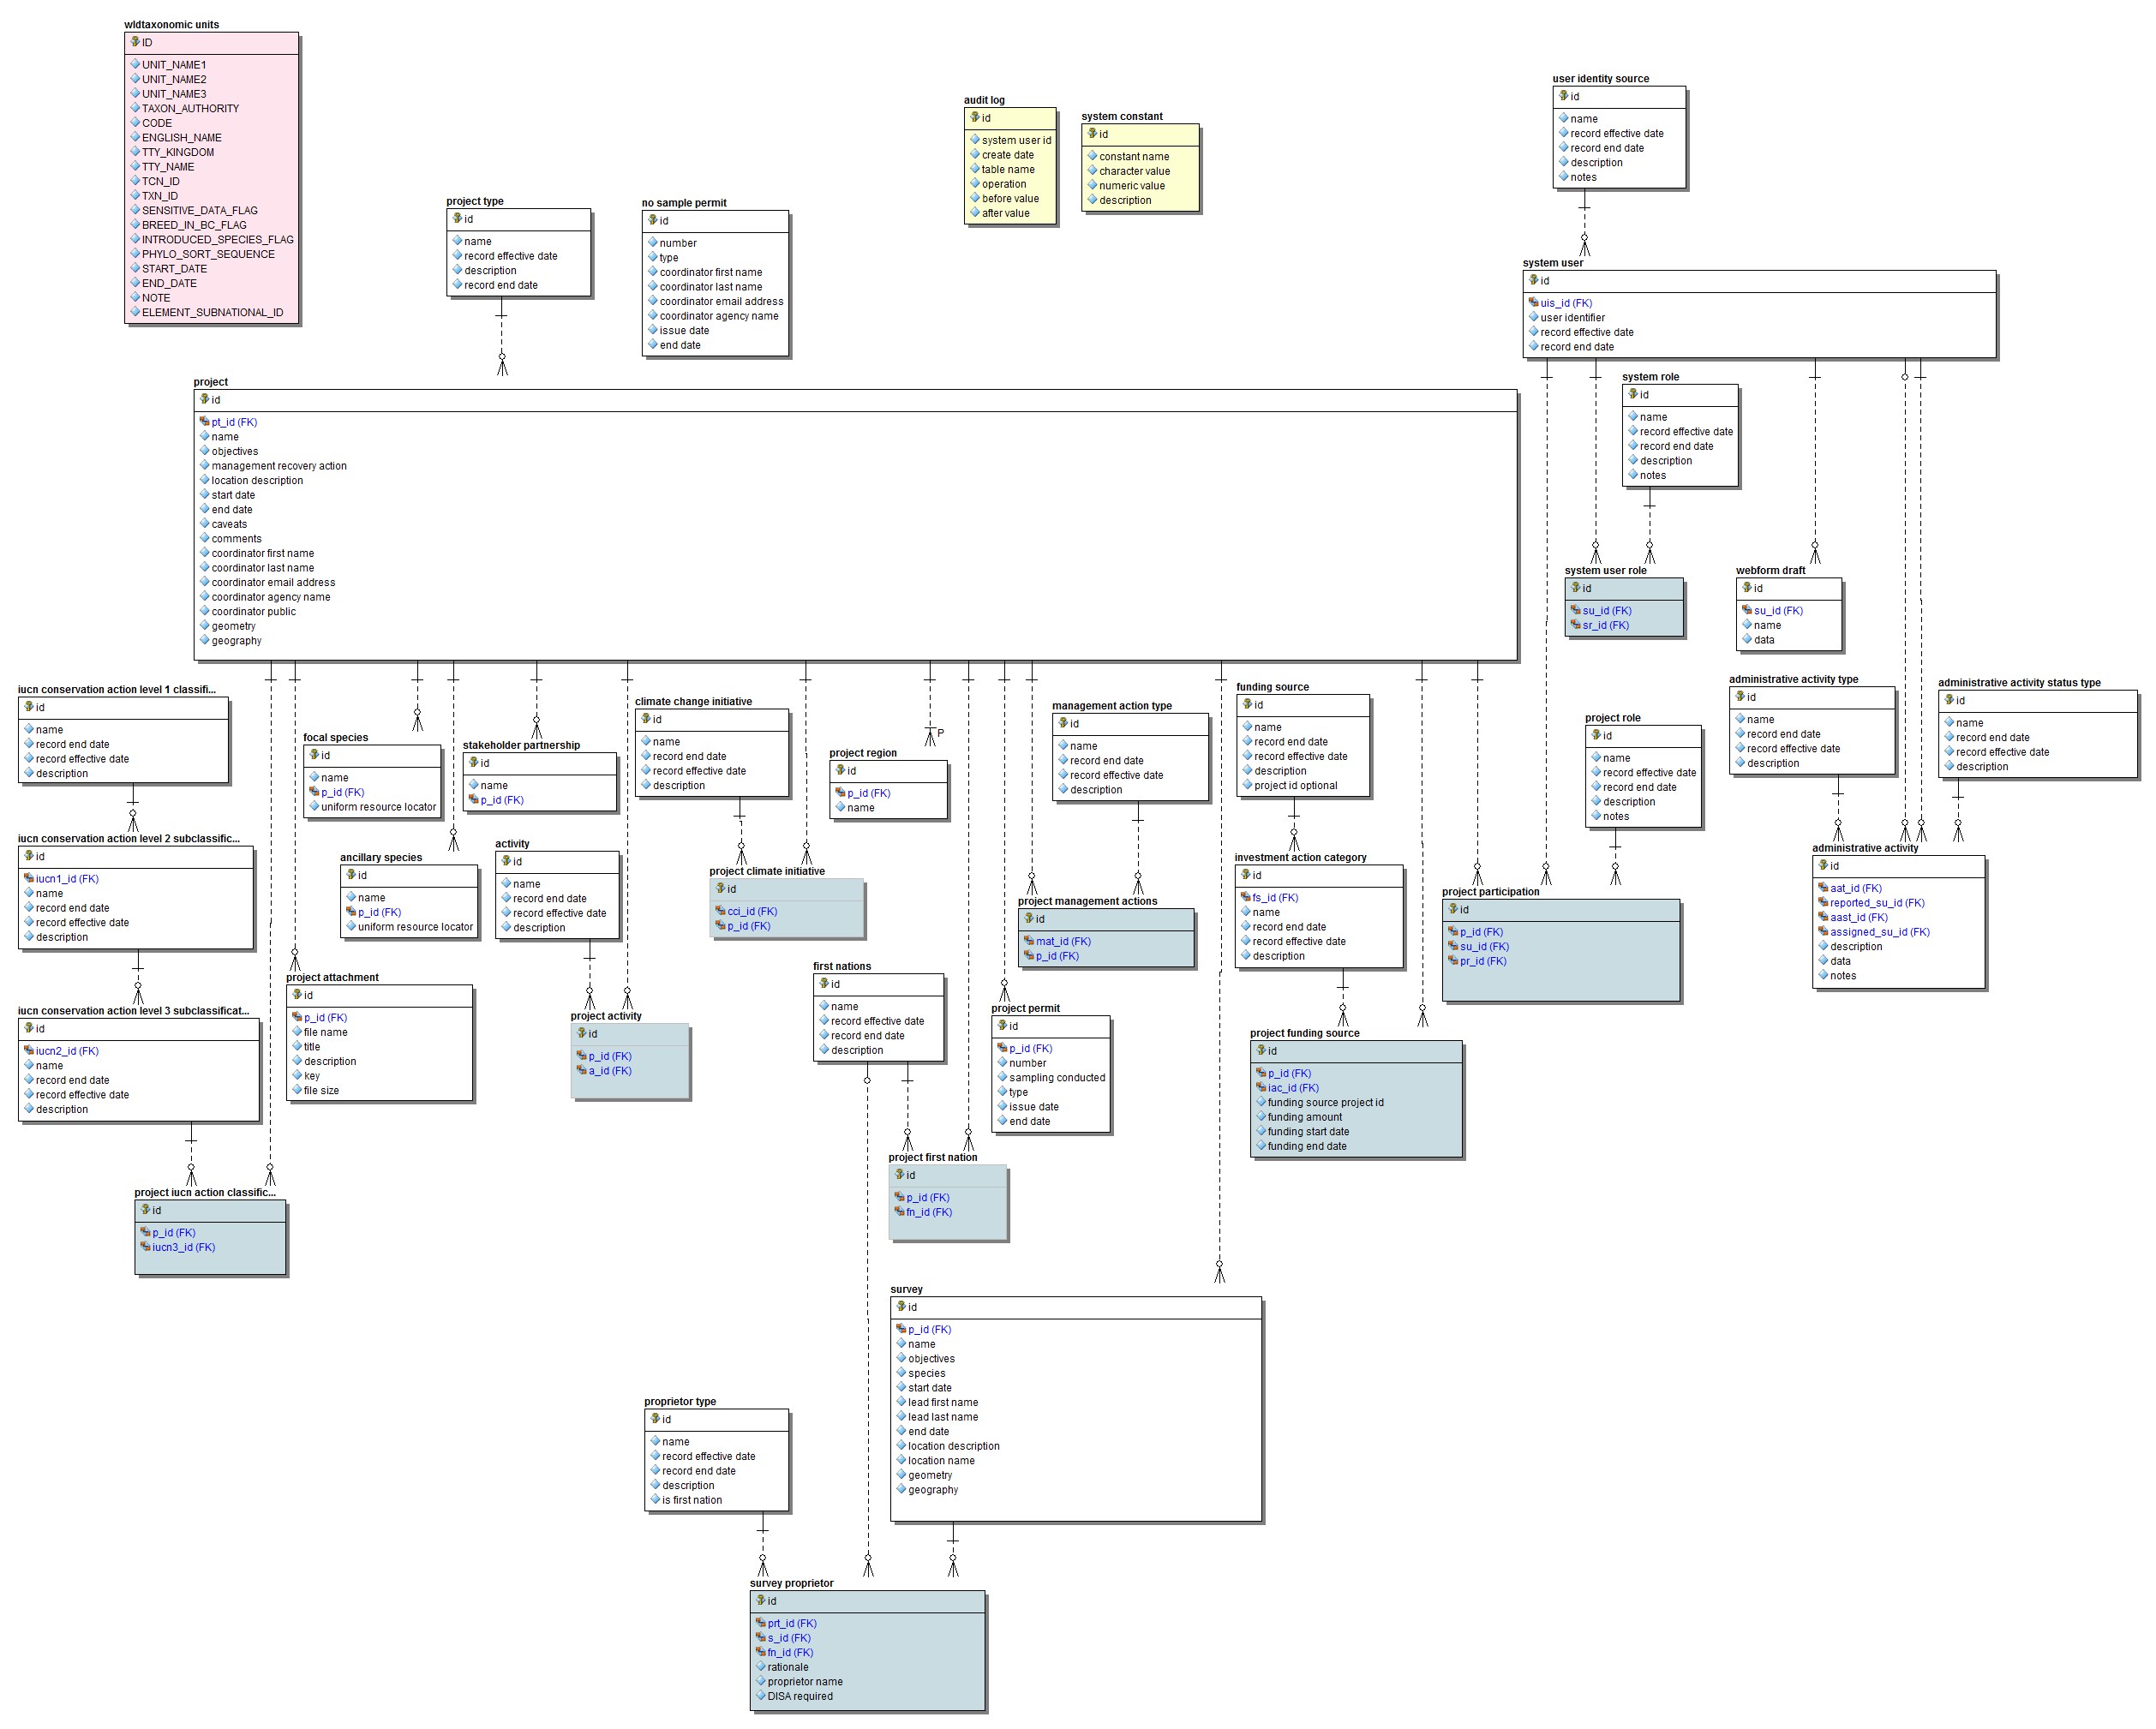 wldtaxonomic units
ID
UNIT_NAME1
UNIT_NAME2
UNIT_NAME3
TAXON_AUTHORITY
CODE
ENGLISH_NAME
TTY_KINGDOM
TTY_NAME
TCN_ID
TXN_ID
SENSITIVE_DATA_FLAG
BREED_IN_BC_FLAG
INTRODUCED_SPECIES_FLAG
PHYLO_SORT_SEQUENCE
START_DATE
END_DATE
NOTE
ELEMENT_SUBNATIONAL_ID
project type
id
name
record effective date
description
record end date
no sample permit
id
number
type
coordinator first name
coordinator last name
coordinator email address
coordinator agency name
issue date
end date
audit log
id
system user id
create date
table name
operation
before value
after value
system constant
id
constant name
character value
numeric value
description
user identity source
id
name
record effective date
record end date
description
notes
system user
id
uis_id (FK)
user identifier
record effective date
record end date
system role
id
name
record effective date
record end date
description
notes
project
id
pt_id (FK)
name
objectives
management recovery action
location description
start date
end date
caveats
comments
coordinator first name
coordinator last name
coordinator email address
coordinator agency name
coordinator public
geometry
geography
system user role
id
su_id (FK)
sr_id (FK)
webform draft
id
su_id (FK)
name
data
iucn conservation action level 1 classifi...
id
name
record end date
record effective date
description
iucn conservation action level 2 subclassific...
id
iucn1_id (FK)
name
record end date
record effective date
description
iucn conservation action level 3 subclassificat...
id
iucn2_id (FK)
name
record end date
record effective date
description
project iucn action classific...
id
p_id (FK)
iucn3_id (FK)
focal species
id
name
p_id (FK)
uniform resource locator
ancillary species
id
name
p_id (FK)
uniform resource locator
project attachment
id
p_id (FK)
file name
title
description
key
file size
stakeholder partnership
id
name
p_id (FK)
activity
id
name
record end date
record effective date
description
project activity
id
p_id (FK)
a_id (FK)
climate change initiative
id
name
record end date
record effective date
description
project climate initiative
id
cci_id (FK)
p_id (FK)
P
project region
id
p_id (FK)
name
first nations
id
name
record effective date
record end date
description
project first nation
id
p_id (FK)
fn_id (FK)
management action type
id
name
record end date
record effective date
description
project management actions
id
mat_id (FK)
p_id (FK)
project permit
id
p_id (FK)
number
sampling conducted
type
issue date
end date
funding source
id
name
record end date
record effective date
description
project id optional
investment action category
id
fs_id (FK)
name
record end date
record effective date
description
project funding source
id
p_id (FK)
iac_id (FK)
funding source project id
funding amount
funding start date
funding end date
project role
id
name
record effective date
record end date
description
notes
project participation
id
p_id (FK)
su_id (FK)
pr_id (FK)
administrative activity type
id
name
record end date
record effective date
description
administrative activity status type
id
name
record end date
record effective date
description
administrative activity
id
aat_id (FK)
reported_su_id (FK)
aast_id (FK)
assigned_su_id (FK)
description
data
notes
survey
id
p_id (FK)
name
objectives
species
start date
lead first name
lead last name
end date
location description
location name
geometry
geography
proprietor type
id
name
record effective date
record end date
description
is first nation
survey proprietor
id
prt_id (FK)
s_id (FK)
fn_id (FK)
rationale
proprietor name
DISA required